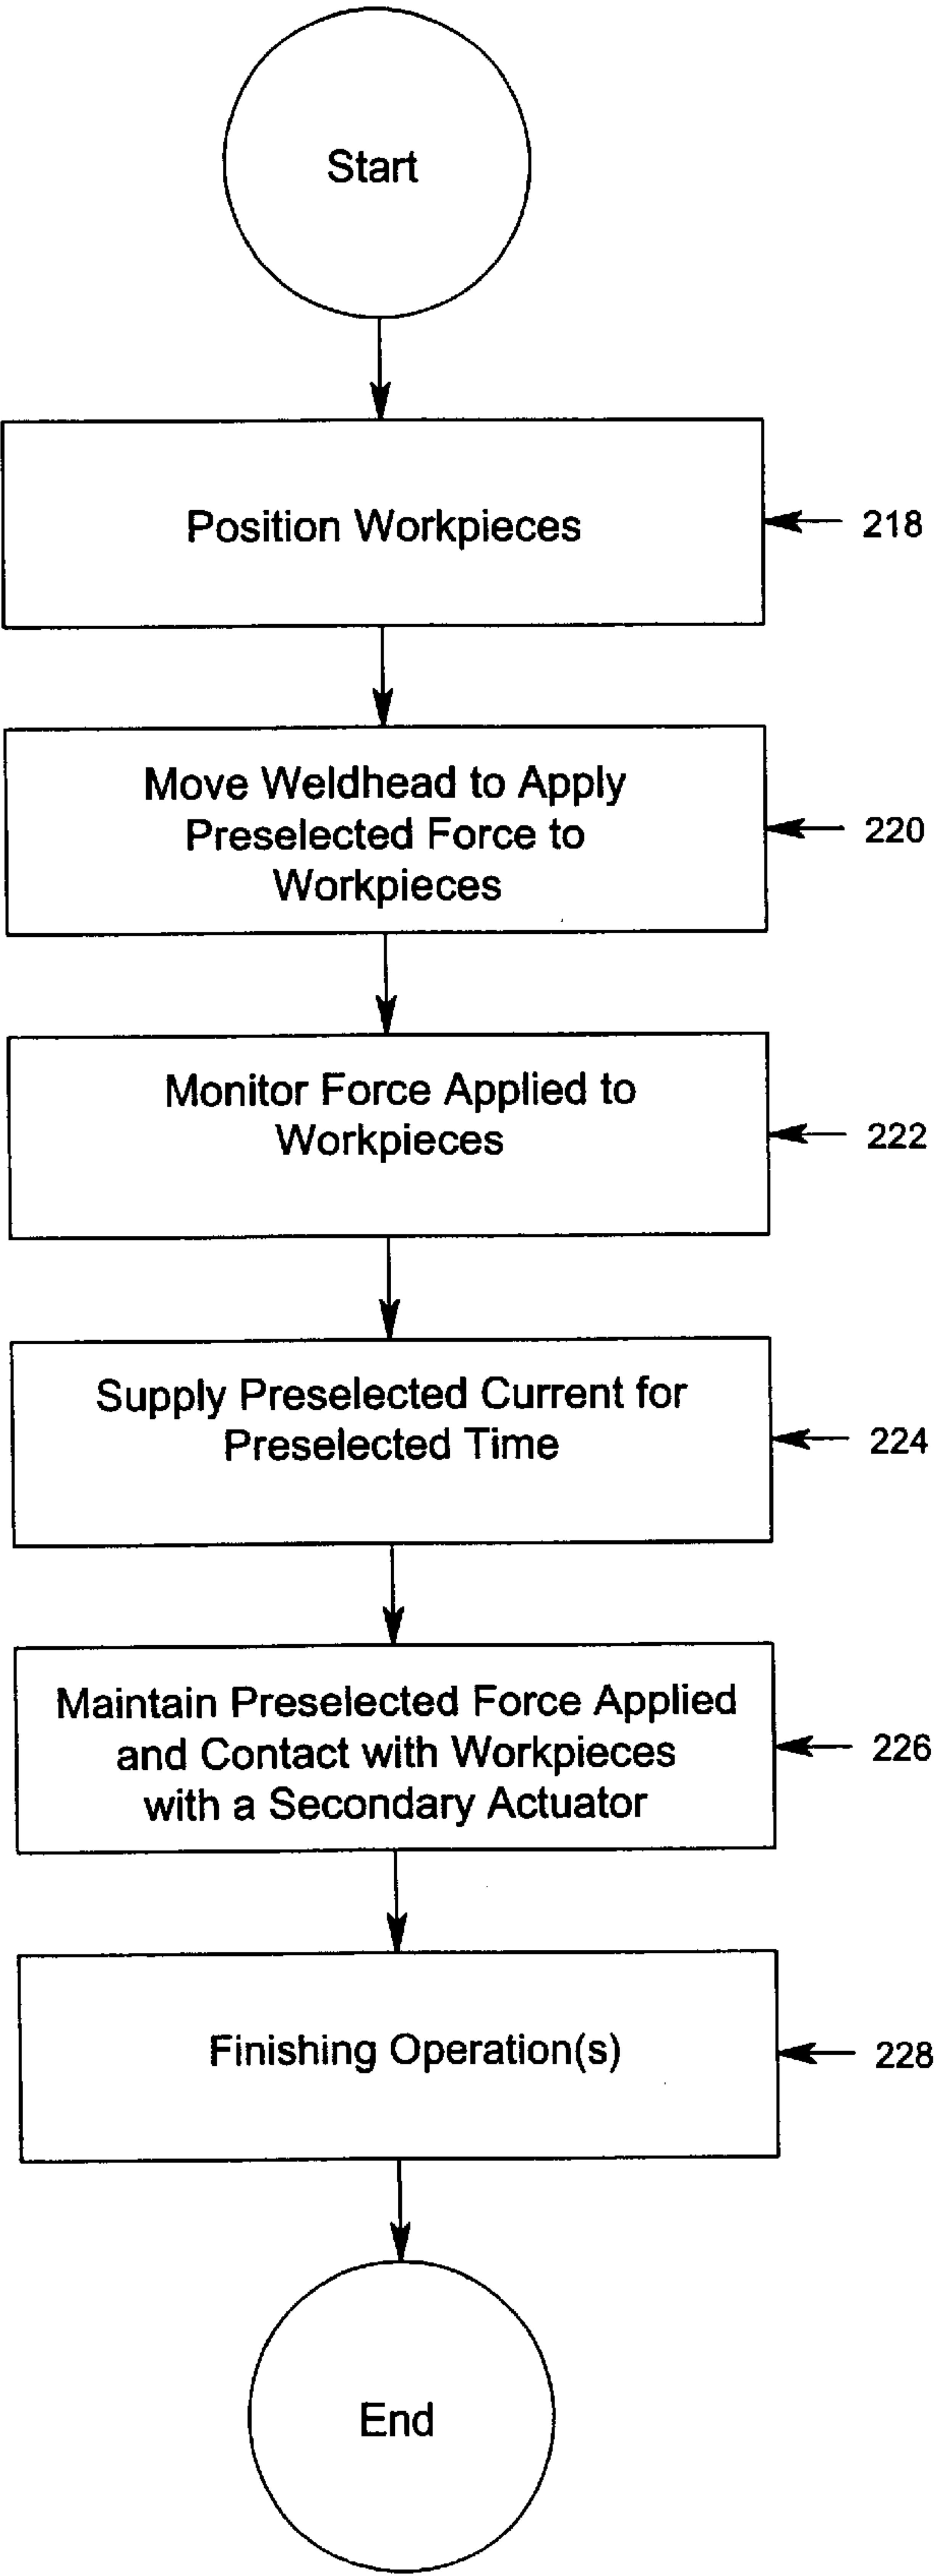 Start
Position Workpieces
218
Move Weldhead to Apply
Preselected Force to
Workpieces
220
Monitor Force Applied to
Workpieces
222
Supply Preselected Current for
Preselected Time
224
Maintain Preselected Force Applied
and Contact with Workpieces
with a Secondary Actuator
226
Finishing Operation(s)
228
End